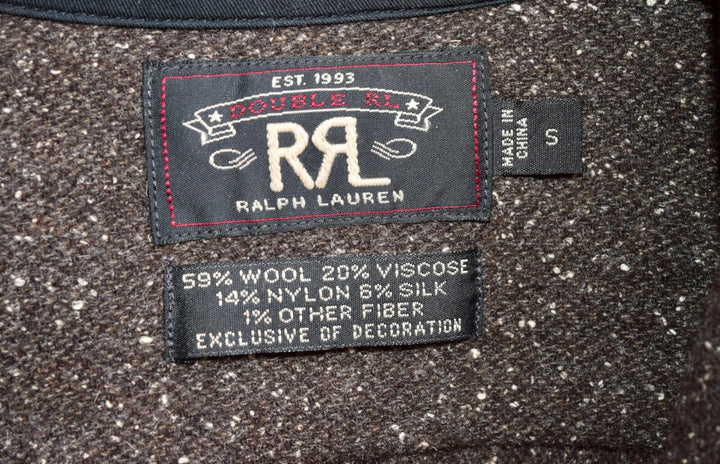 EST. 1993
DOUBLE RL
RRL
RALPH LAUREN
MADE IN
CHINA
S
59% WOOL 20% VISCOSE
14% NYLON 6% SILK
1% OTHER FIBER
EXCLUSIVE OF DECORATION